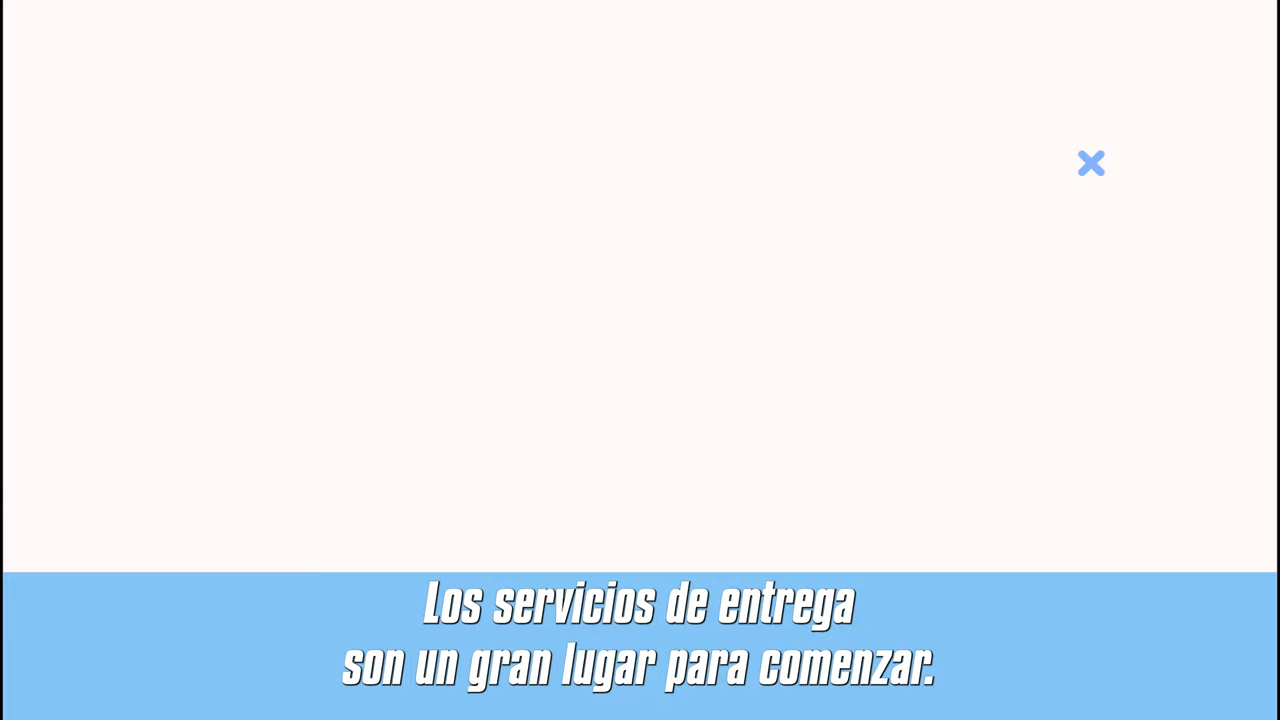 Los servicios de entrega
son un gran lugar para comenzar.